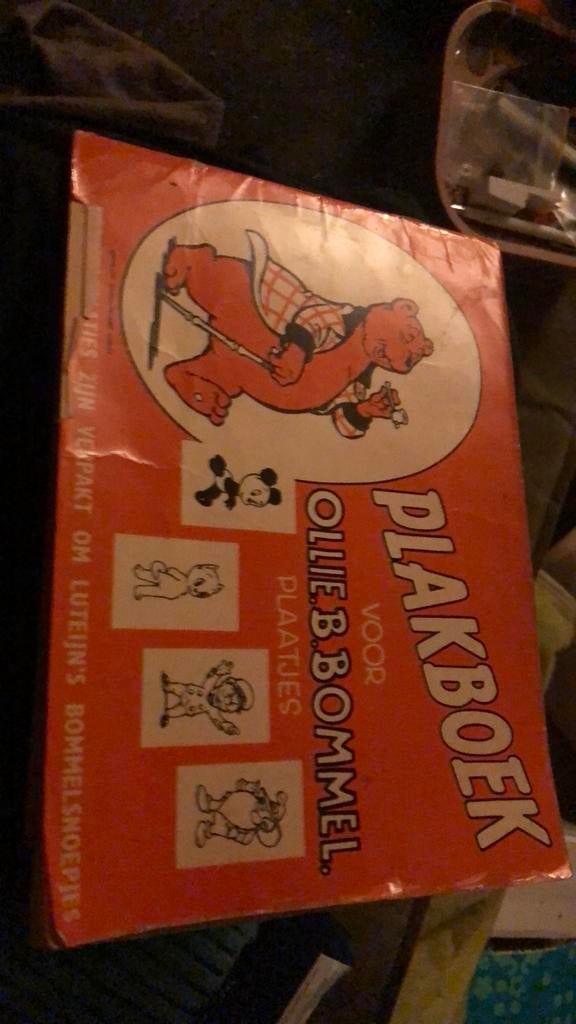 PLAKBOEK
VOOR
OLLIE.B.BOMMEL.
PLAATJES
ZIJN VERPAKT OM LUTEIJN'S BOMMELSNOEPJES